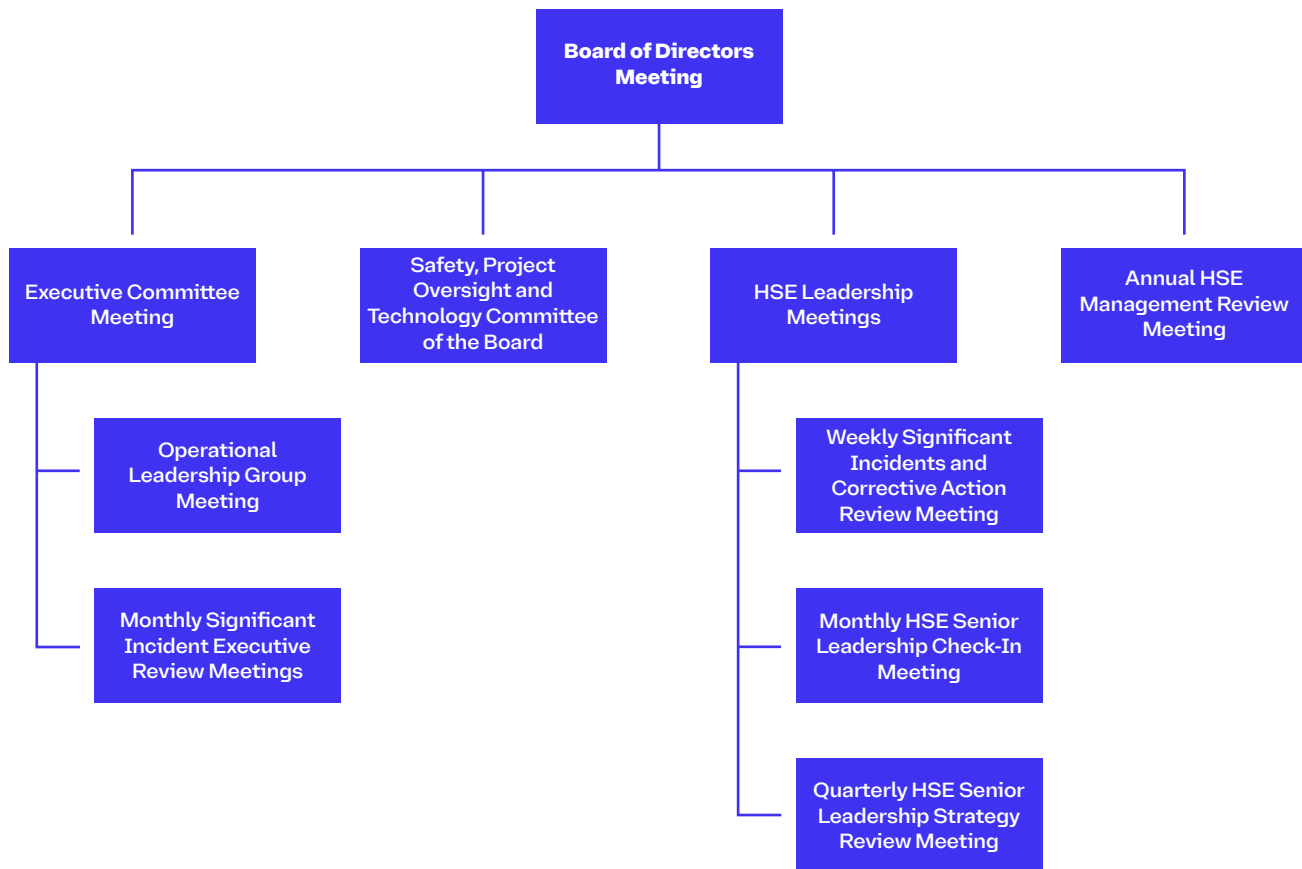 Board of Directors
Meeting
Executive Committee
Meeting
Safety, Project
Oversight and
Technology Committee
of the Board
HSE Leadership
Meetings
Annual HSE
Management Review
Meeting
Operational
Leadership Group
Meeting
Monthly Significant
Incident Executive
Review Meetings
Weekly Significant
Incidents and
Corrective Action
Review Meeting
Monthly HSE Senior
Leadership Check-In
Meeting
Quarterly HSE Senior
Leadership Strategy
Review Meeting